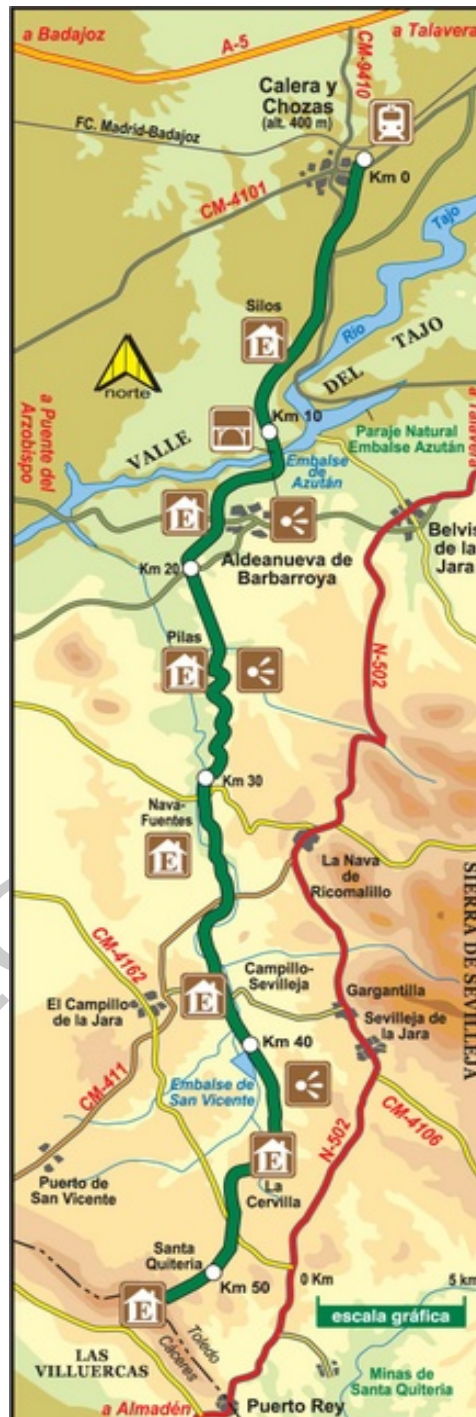 a Badajoz
A-5
a Talavera
CM-9410
Calera y
Chozas
(alt. 400 m)
FC. Madrid-Badajoz
Km 0
CM-4101
Tajo
Silos
E
Río
norte
VALLE DEL TAJO
Km 10
a Puente del
Arzobispo
Embalse
de
Azután
Paraje Natural
Embalse Azután
E
Aldeanueva de
Barbarroya
Belvis
de la
Jara
Km 20
Pilas
E
N-502
Km 30
Nava-
Fuentes
E
La Nava
de
Ricomalillo
SIERRA DE SEVILLEJA
CM-4162
Campillo-
Sevilleja
E
Gargantilla
El Campillo
de la Jara
Sevilleja
de la Jara
Km 40
CM-411
Embalse de
San Vicente
N-502
CM-4106
E
La
Cervilla
Puerto de
San Vicente
Santa
Quiteria
Km 50
0 Km
5 km
E
escala gráfica
Toledo
Cáceres
LAS
VILLUERCAS
Minas de
Santa Quiteria
a Almadén
Puerto Rey